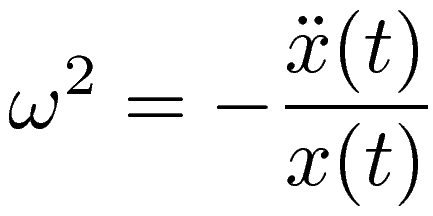 ω² = − ẍ(t) / x(t)